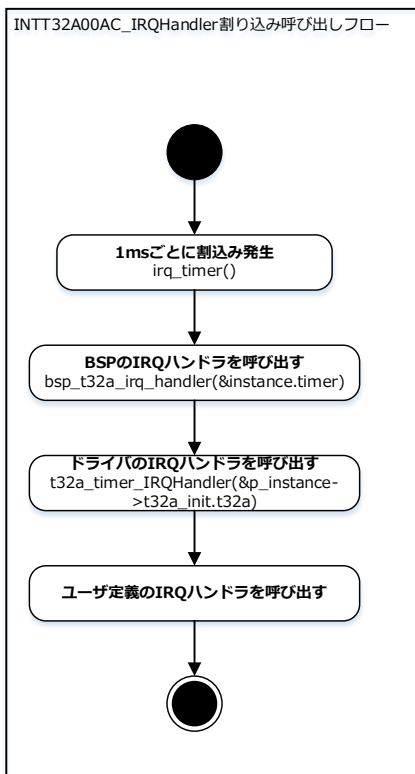 INTT32A00AC_IRQHandler割り込み呼び出しフロー
1msごとに割込み発生
irq_timer()
BSPのIRQハンドラを呼び出す
bsp_t32a_irq_handler(&instance.timer)
ドライバのIRQハンドラを呼び出す
t32a_timer_IRQHandler(&p_instance-
>t32a_init.t32a)
ユーザ定義のIRQハンドラを呼び出す